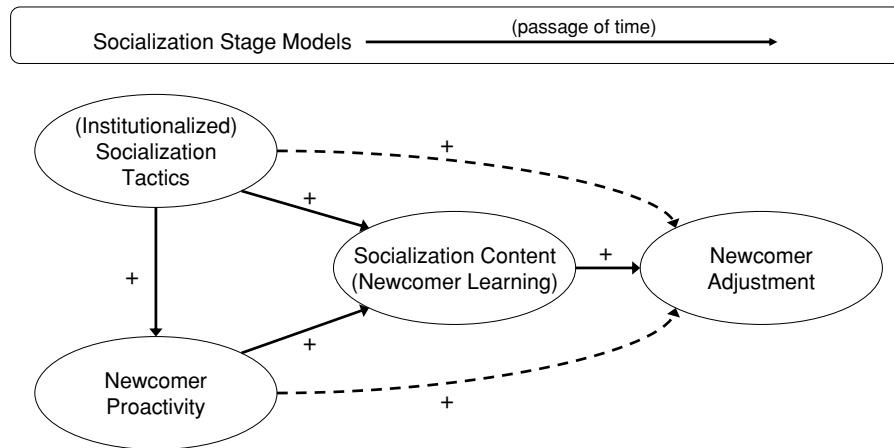 Socialization Stage Models
(passage of time)
(Institutionalized)
Socialization
Tactics
+
+
+
Socialization Content
(Newcomer Learning)
+
Newcomer
Adjustment
+
Newcomer
Proactivity
+